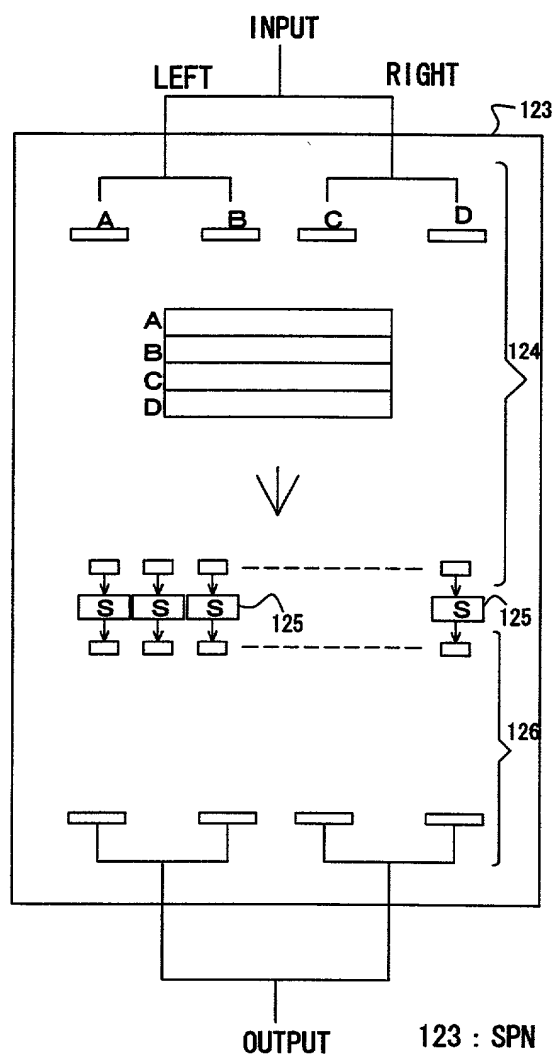 INPUT
LEFT RIGHT
123
A B C D
A
B
C
D
124
S S S S
125 125
126
OUTPUT
123 : SPN